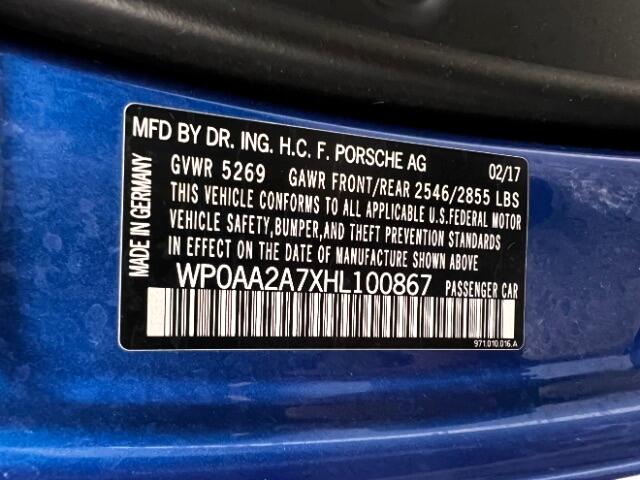 MFD BY DR. ING. H.C. F. PORSCHE AG 02/17
GVWR 5269 GAWR FRONT/REAR 2546/2855 LBS
THIS VEHICLE CONFORMS TO ALL APPLICABLE U.S.FEDERAL MOTOR
VEHICLE SAFETY,BUMPER,AND THEFT PREVENTION STANDARDS
IN EFFECT ON THE DATE OF MANUFACTURE SHOWN ABOVE.
WP0AA2A7XHL100867 PASSENGER CAR
971.010.016.A
MADE IN GERMANY